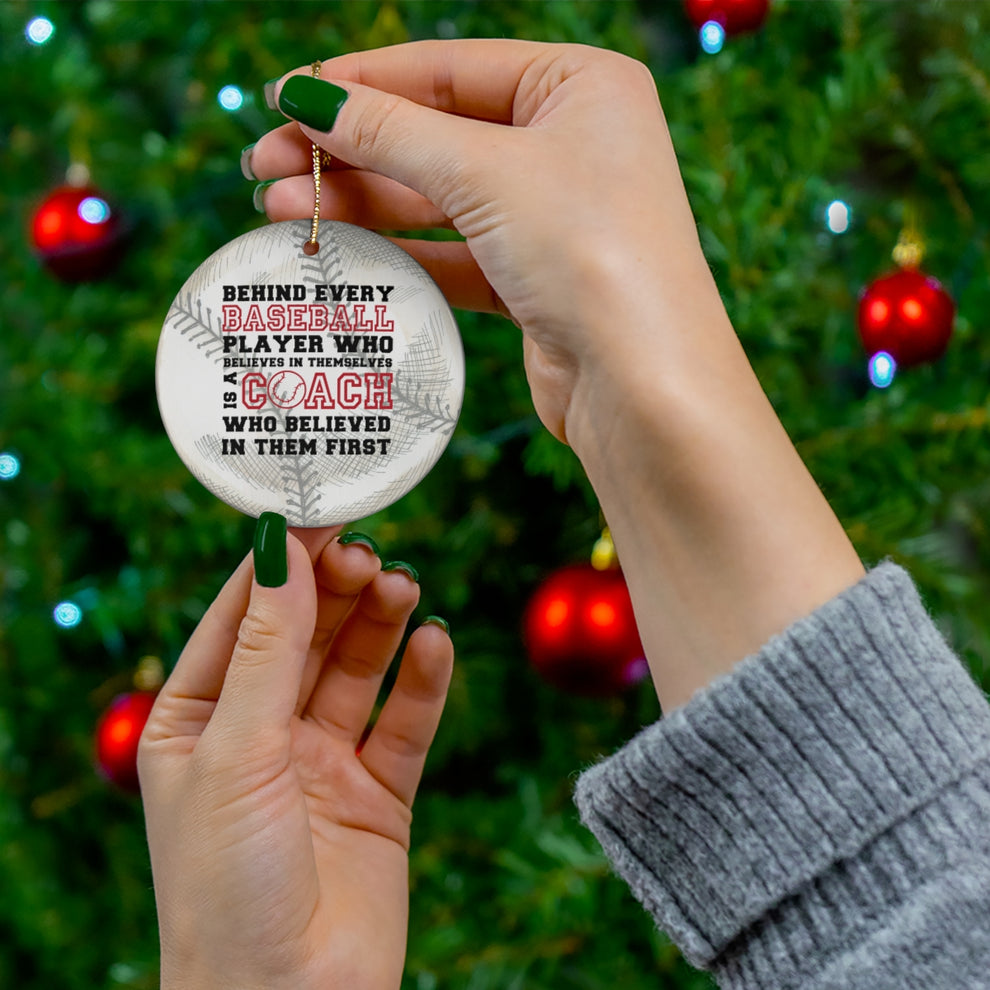 BEHIND EVERY
BASEBALL
PLAYER WHO
BELIEVES IN THEMSELVES
IS A COACH
WHO BELIEVED
IN THEM FIRST